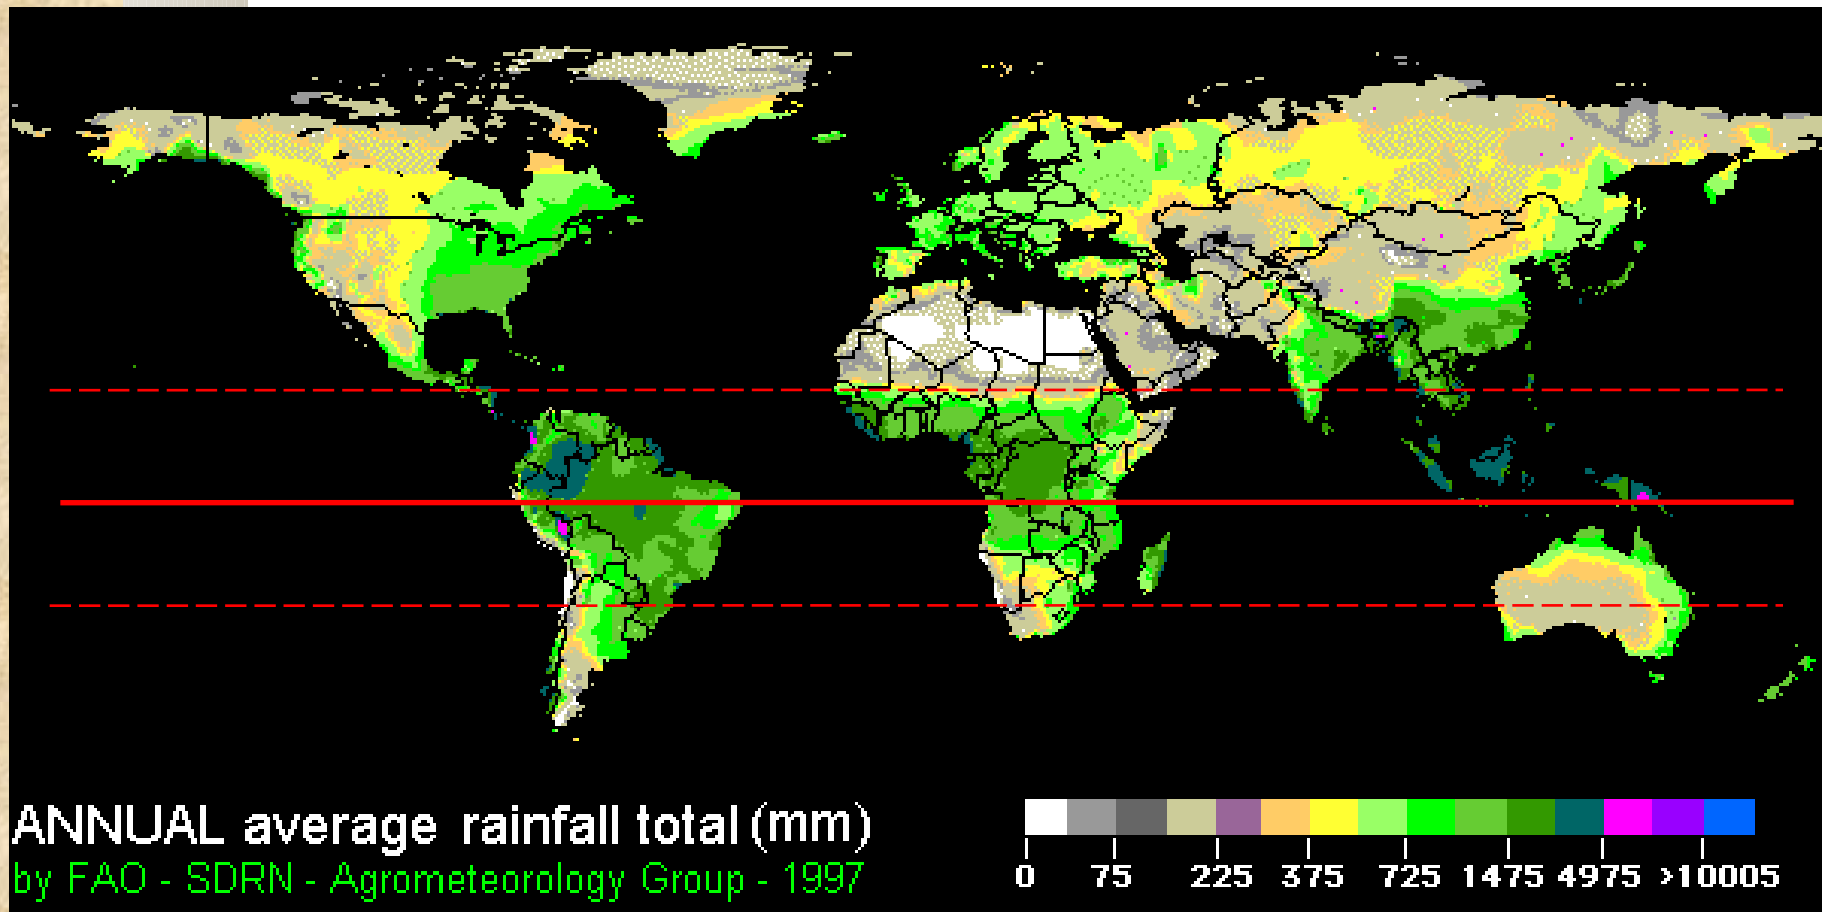 ANNUAL average rainfall total (mm)
by FAO - SDRN - Agrometeorology Group - 1997
0 75 225 375 725 1475 4975 >10005